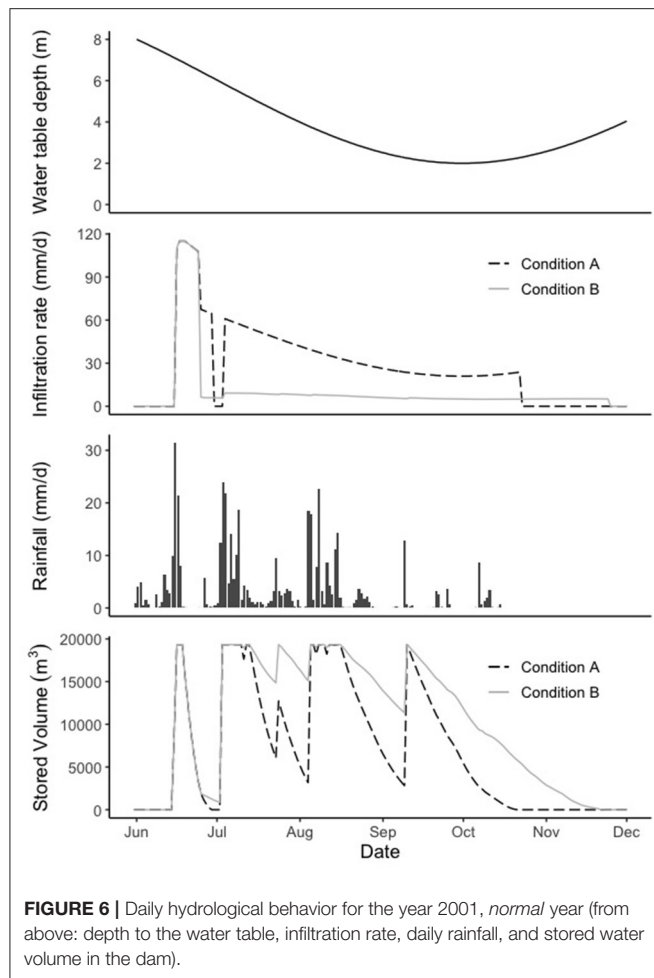 Water table depth (m)
8
6
4
2
0
Infiltration rate (mm/d)
120
90
60
30
0
Condition A
Condition B
Rainfall (mm/d)
30
20
10
0
Stored Volume (m³)
20000
15000
10000
5000
0
Condition A
Condition B
Jun Jul Aug Sep Oct Nov Dec
Date
FIGURE 6 | Daily hydrological behavior for the year 2001, normal year (from
above: depth to the water table, infiltration rate, daily rainfall, and stored water
volume in the dam).